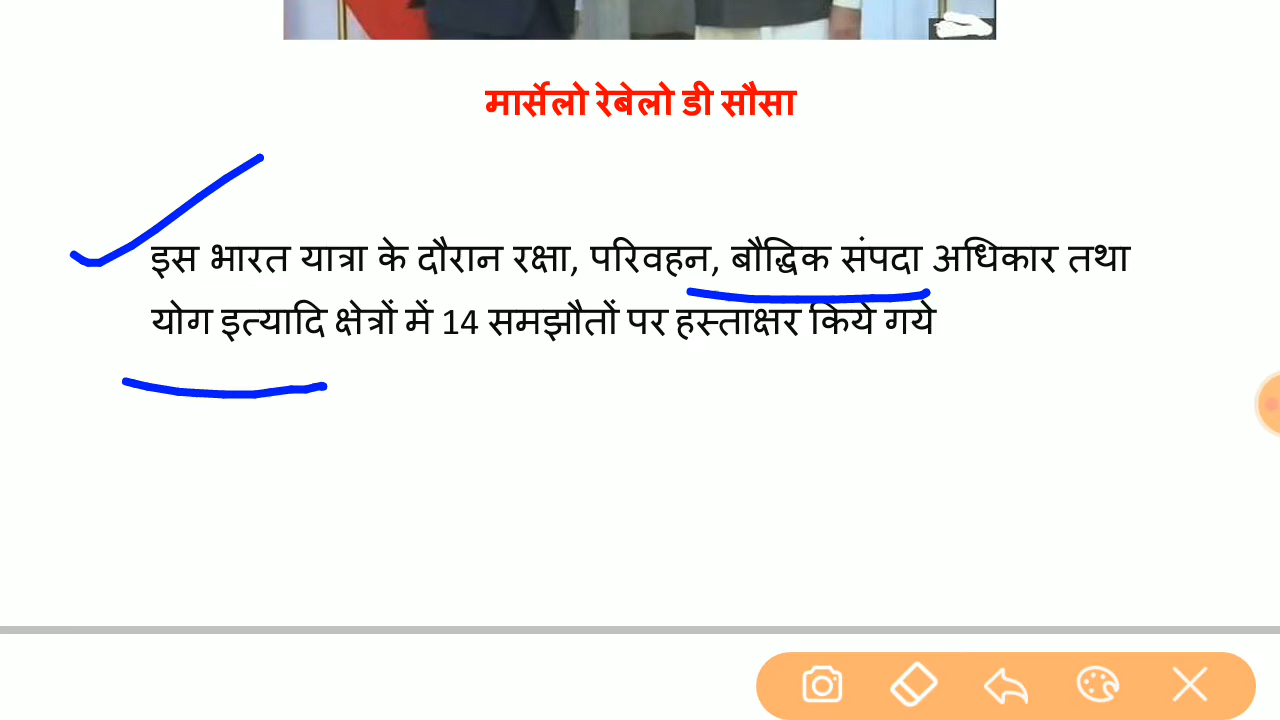 मार्सेलो रेबेलो डी सौसा
इस भारत यात्रा के दौरान रक्षा, परिवहन, बौद्धिक संपदा अधिकार तथा
योग इत्यादि क्षेत्रों में 14 समझौतों पर हस्ताक्षर किये गये